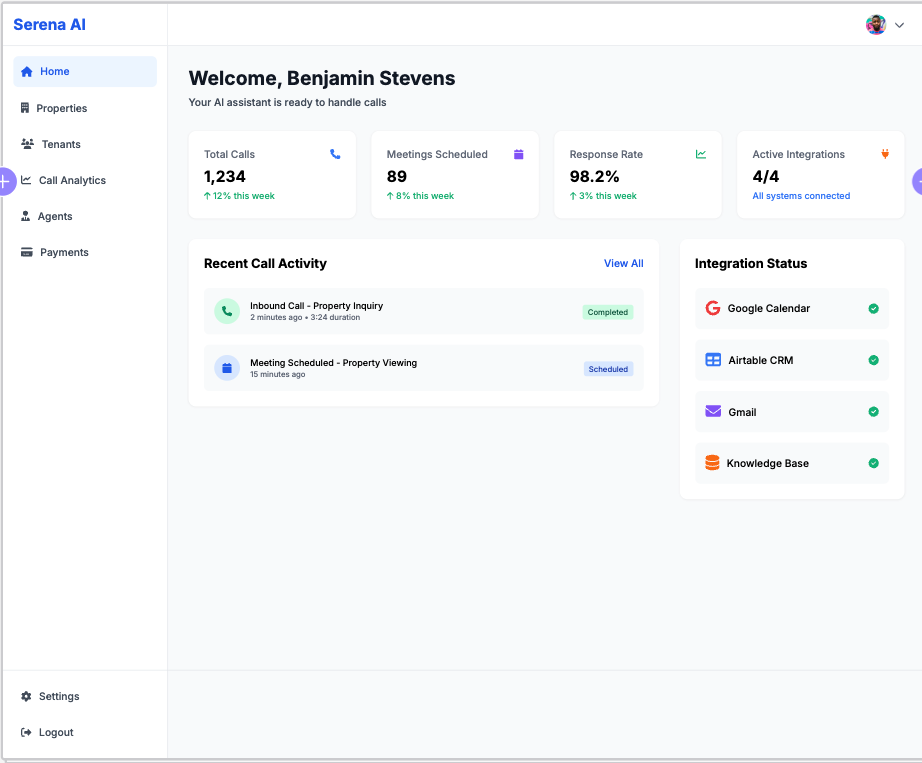 Serena AI
Home
Properties
Tenants
Call Analytics
Agents
Payments
Settings
Logout
Welcome, Benjamin Stevens
Your AI assistant is ready to handle calls
Total Calls
1,234
↑ 12% this week
Meetings Scheduled
89
↑ 8% this week
Response Rate
98.2%
↑ 3% this week
Active Integrations
4/4
All systems connected
Recent Call Activity
View All
Inbound Call - Property Inquiry
2 minutes ago • 3:24 duration
Completed
Meeting Scheduled - Property Viewing
15 minutes ago
Scheduled
Integration Status
Google Calendar
Airtable CRM
Gmail
Knowledge Base